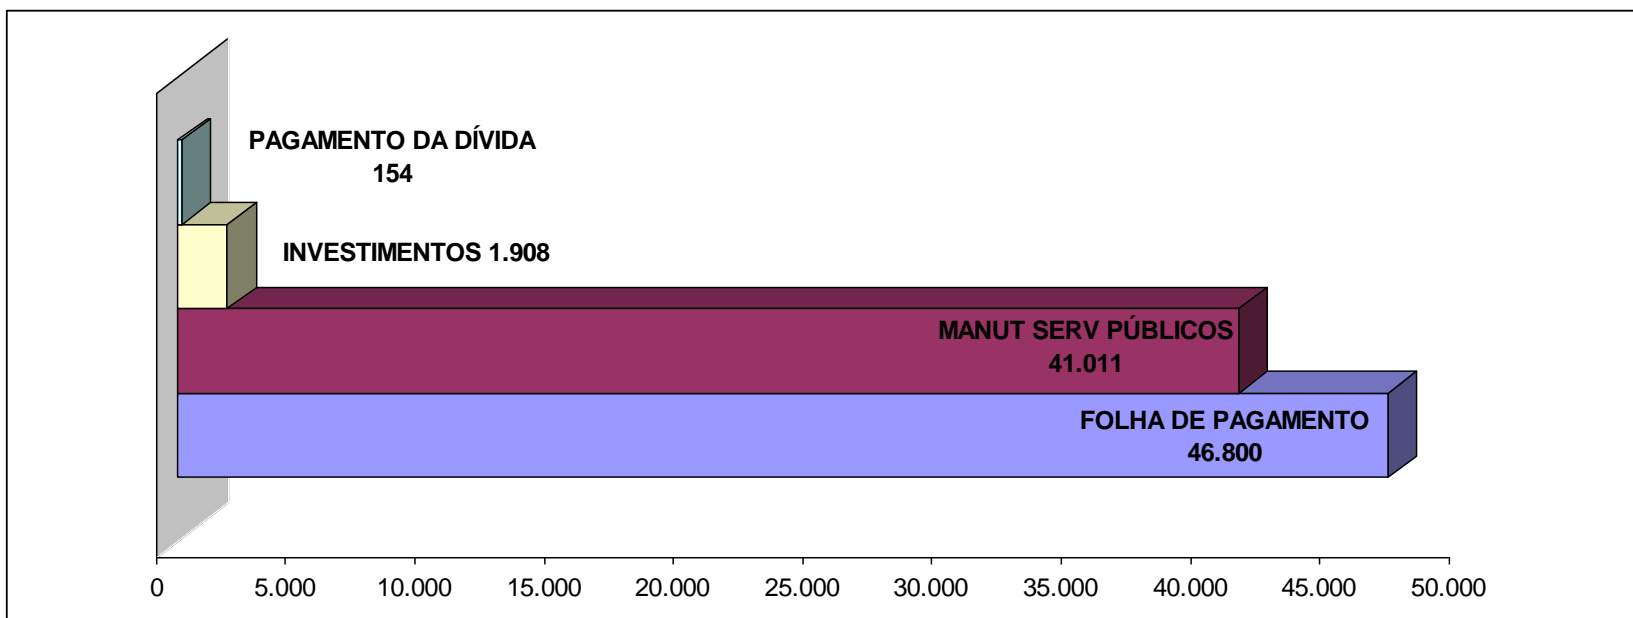 PAGAMENTO DA DÍVIDA
154
INVESTIMENTOS 1.908
MANUT SERV PÚBLICOS
41.011
FOLHA DE PAGAMENTO
46.800
0 5.000 10.000 15.000 20.000 25.000 30.000 35.000 40.000 45.000 50.000